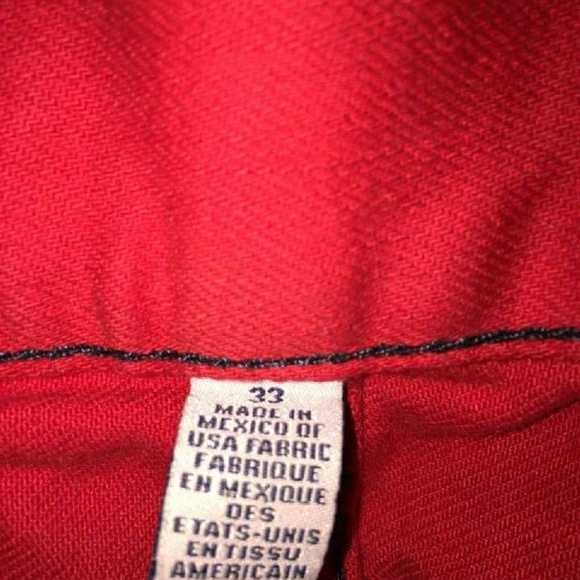 33
MADE IN
MEXICO OF
USA FABRIC
FABRIQUE
EN MEXIQUE
DES
ETATS-UNIS
EN TISSU
AMERICAIN